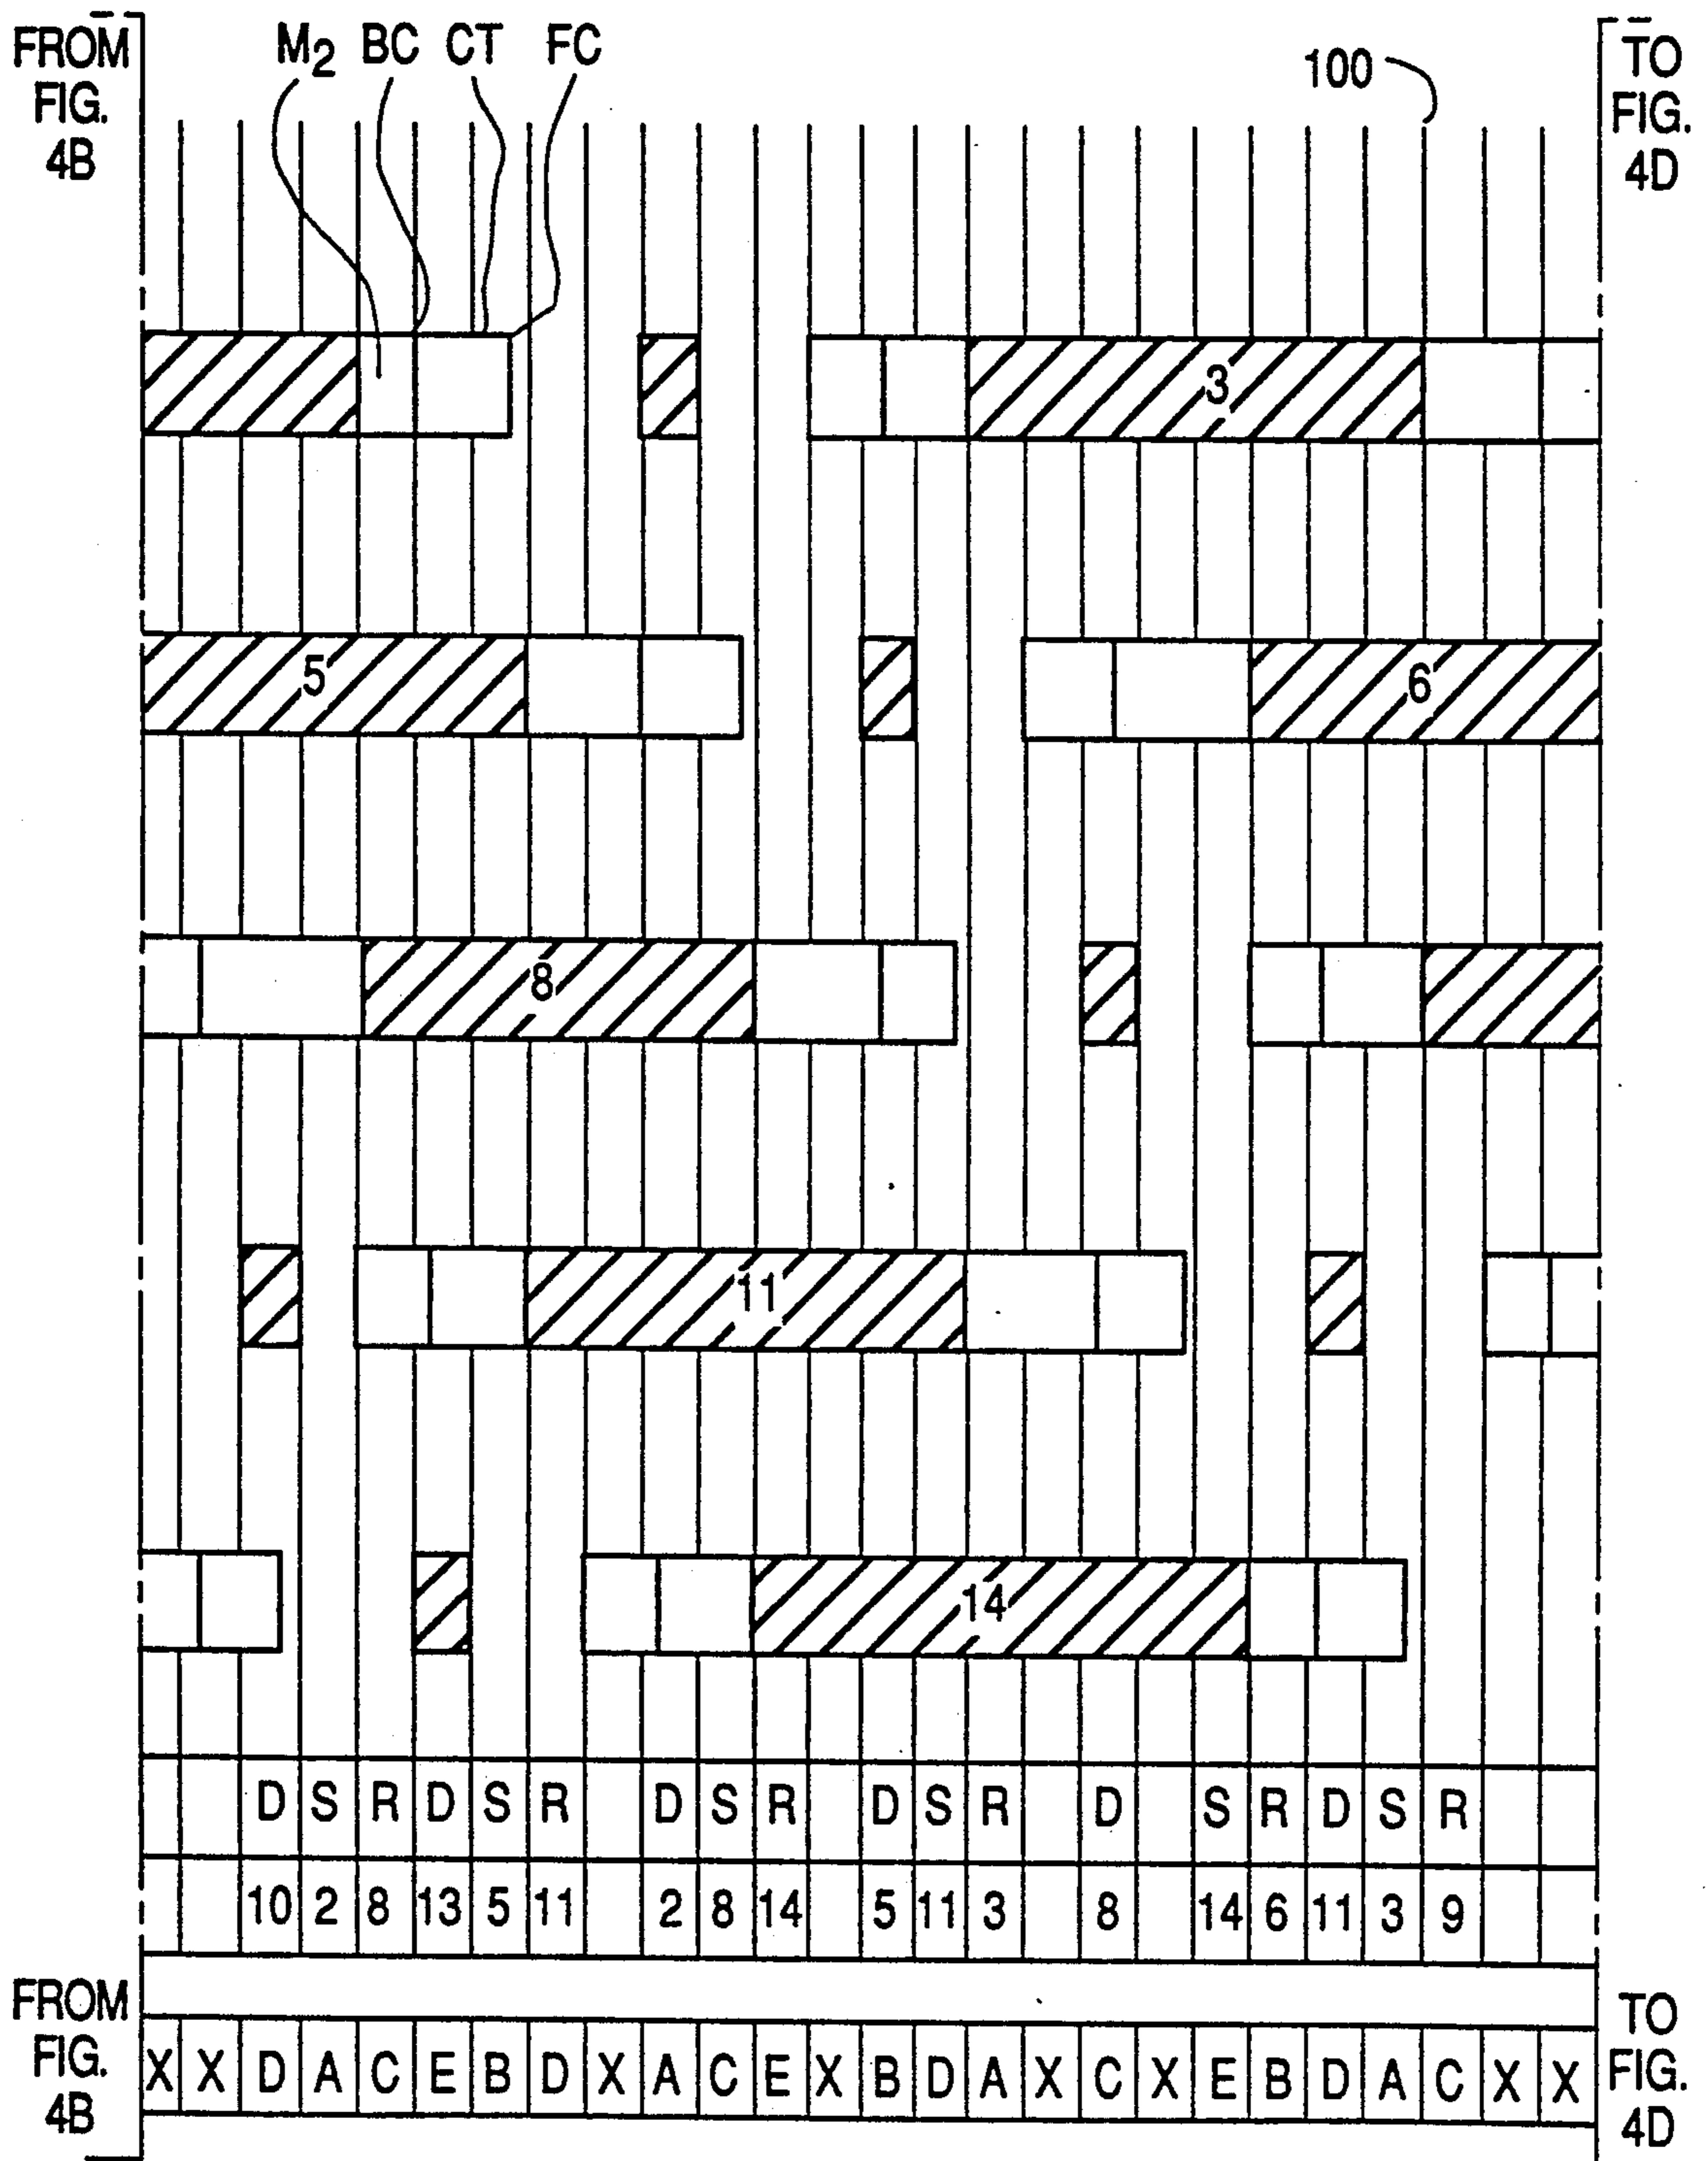 FROM FIG. 4B
M2 BC CT FC
100
TO FIG. 4D
3
5
6
8
11
14
D S R D S R D S R D S R D S R D S R
10 2 8 13 5 11 2 8 14 5 11 3 8 14 6 11 3 9
FROM FIG. 4B
X X D A C E B D X A C E X B D A X C X E B D A C X X
TO FIG. 4D